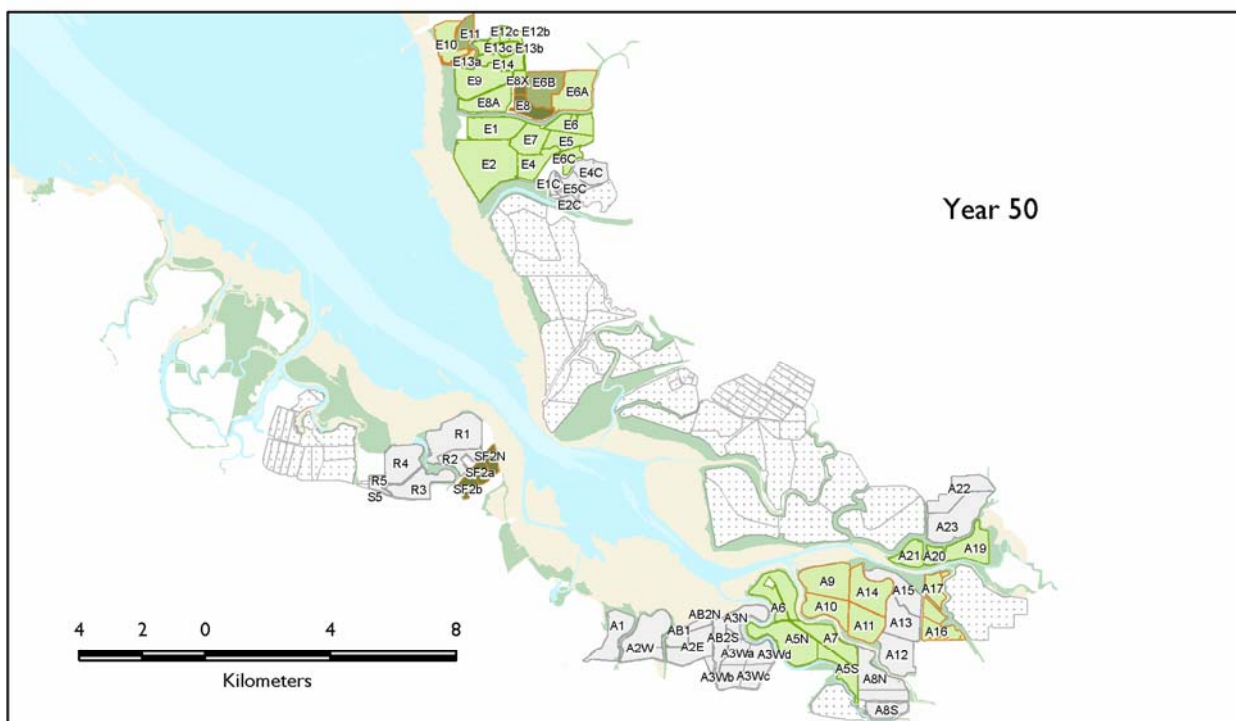 E11
E12c E12b
E10
E13c E13b
E13a
E14
E9
E8X
E6B
E6A
E8A
E8
E1
E6
E7
E5
E2
E4
E6C
E4C
E1C
E5C
E2C
Year 50
R1
R4
R2
SF2N
SF2a
R5
R3
SF2b
S5
A22
A23
A21
A20
A19
A9
A14
A15
A17
A6
A10
A11
A13
A16
A1
AB2N
A3N
AB1
AB2S
A5N
A7
A2W
A2E
A3Wa
A3Wd
A12
A5S
A8N
A3Wb
A3Wc
A8S
4 2 0 4 8
Kilometers